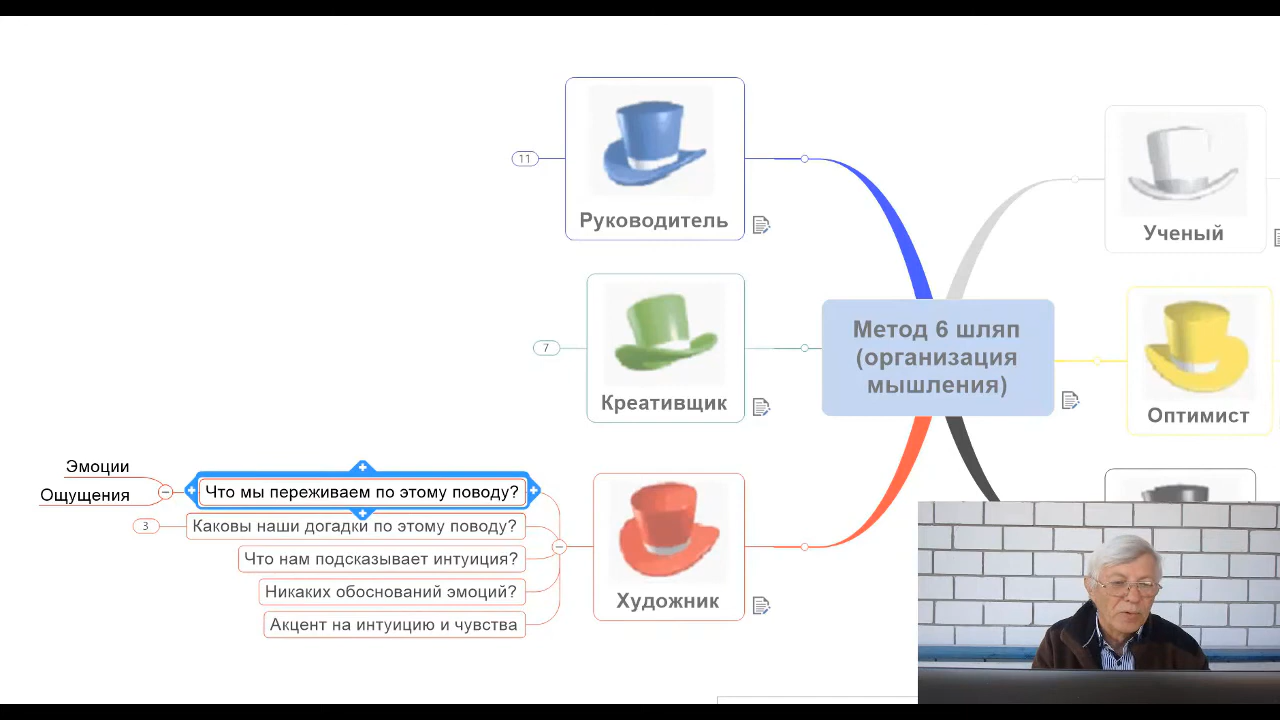 11
Руководитель
Ученый
7
Креативщик
Метод 6 шляп
(организация
мышления)
Оптимист
Эмоции
Ощущения
Что мы переживаем по этому поводу?
3
Каковы наши догадки по этому поводу?
Что нам подсказывает интуиция?
Никаких обоснований эмоций?
Акцент на интуицию и чувства
Художник